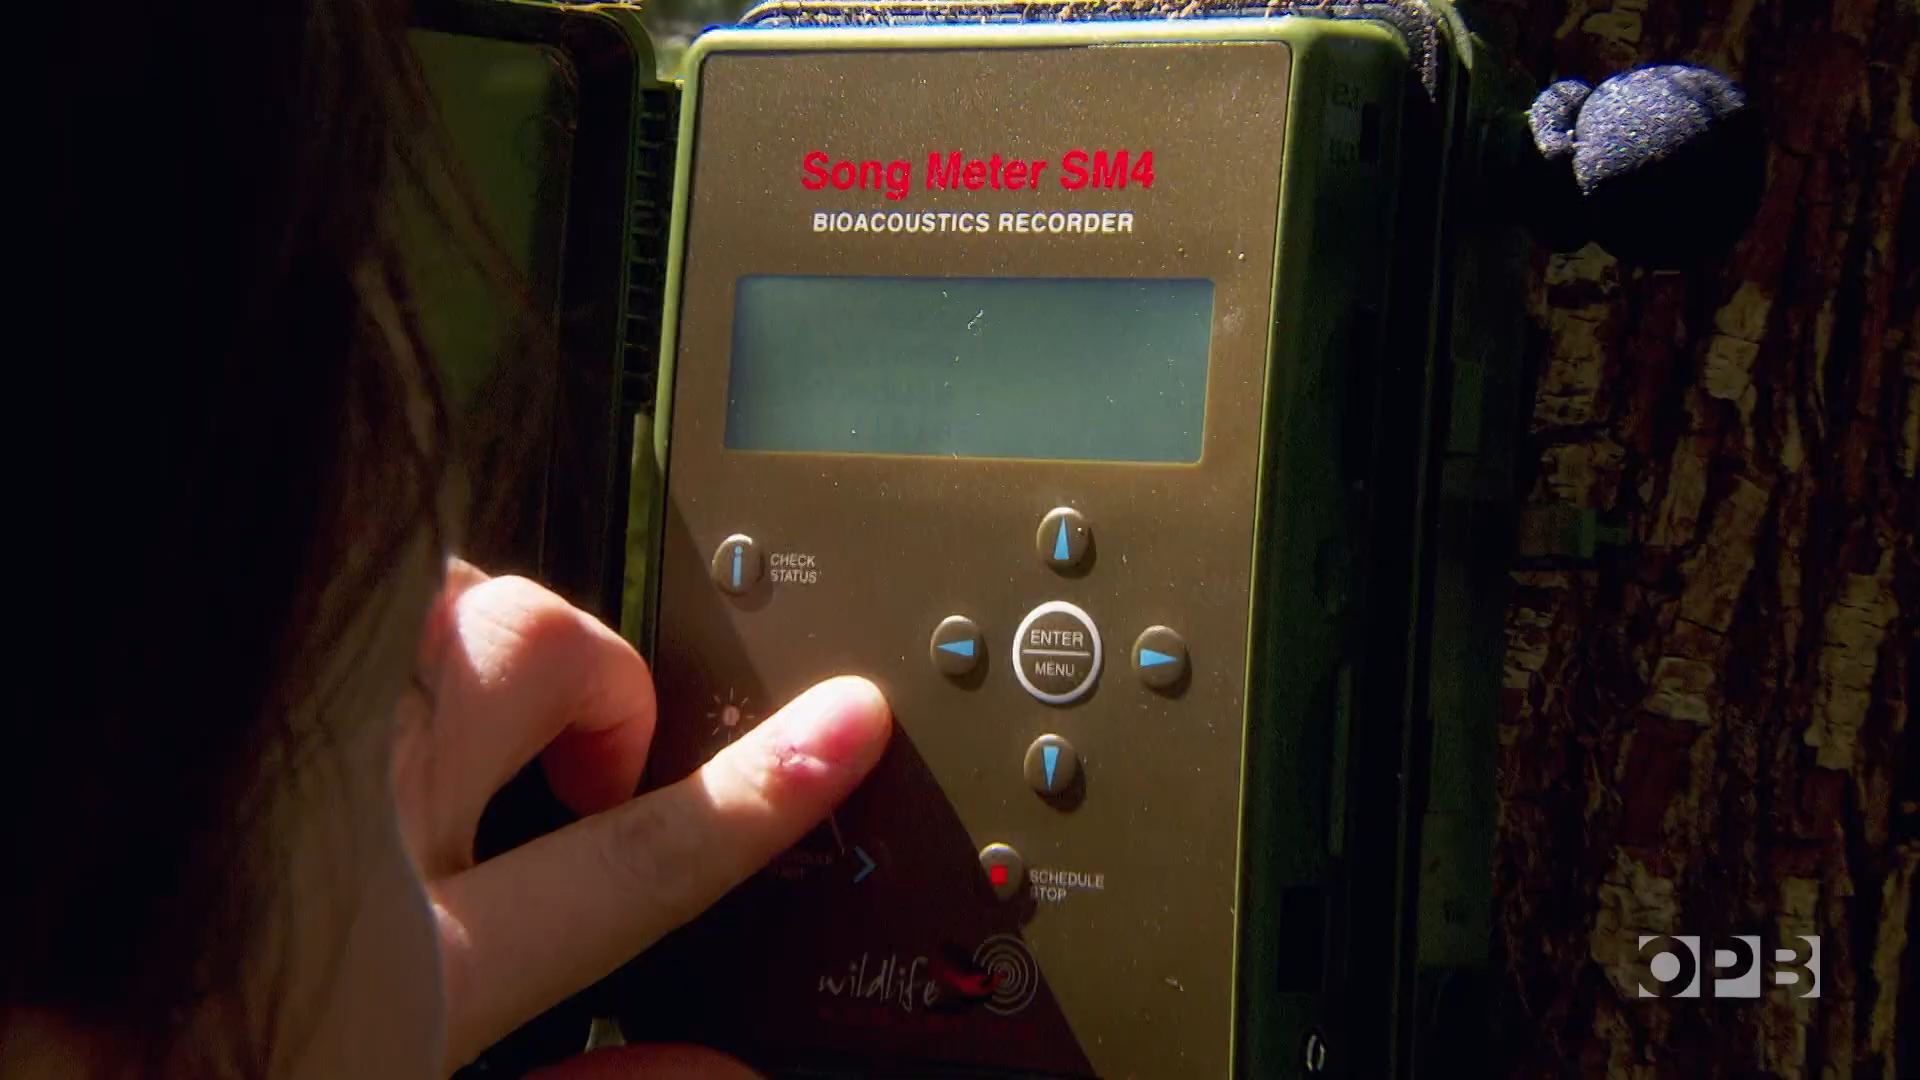 Song Meter SM4
BIOACOUSTICS RECORDER
i
CHECK
STATUS
ENTER
MENU
SCHEDULE
STOP
wildlife
OPB